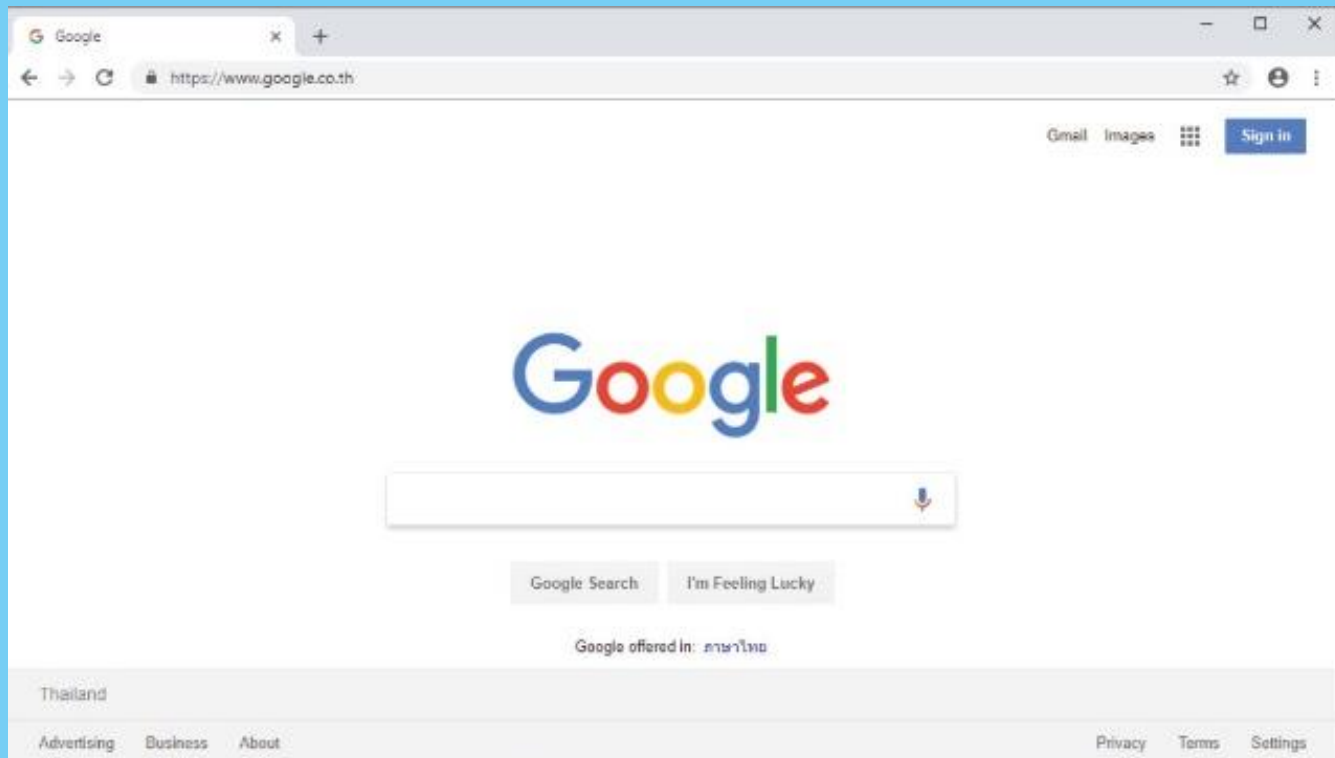 Google
https://www.google.co.th
Gmail Images Sign in
Google
Google Search I'm Feeling Lucky
Google offered in: ภาษาไทย
Thailand
Advertising Business About Privacy Terms Settings